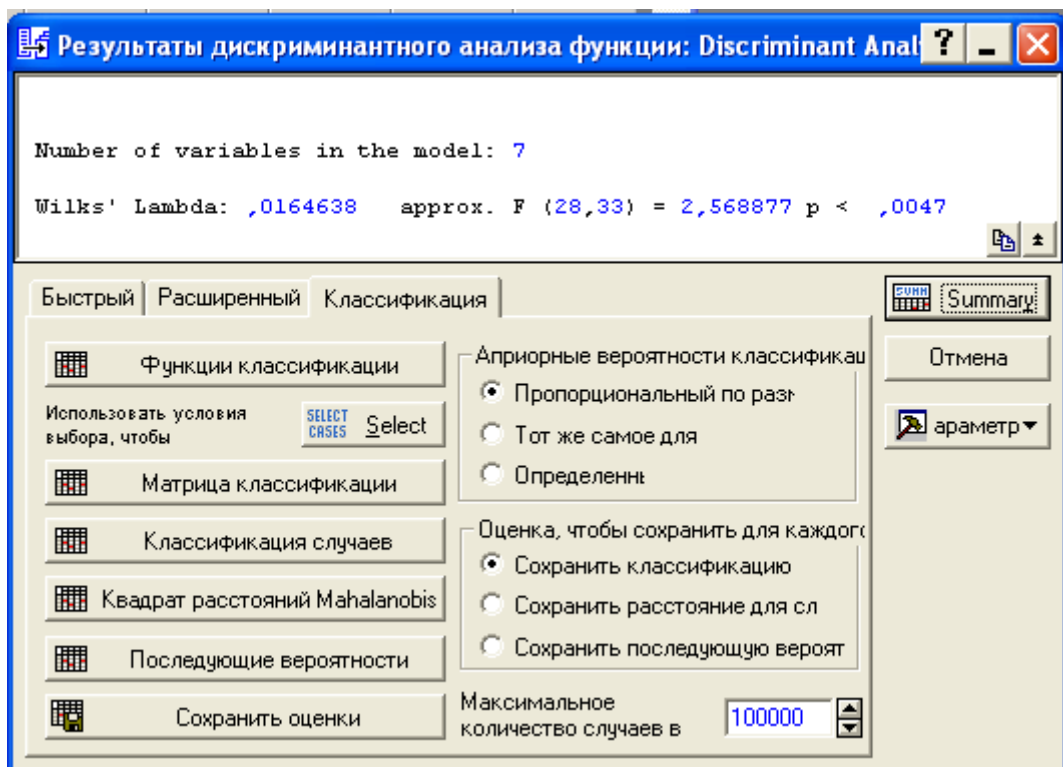 Результаты дискриминантного анализа функции: Discriminant Anal
Number of variables in the model: 7
Wilks' Lambda: ,0164638 approx. F (28,33) = 2,568877 p < ,0047
Быстрый Расширенный Классификация
Функции классификации
Использовать условия
выбора, чтобы
SELECT
CASES
Select
Матрица классификации
Классификация случаев
Квадрат расстояний Mahalanobis
Последующие вероятности
Сохранить оценки
Априорные вероятности классификац
Пропорциональный по разм
Тот же самое для
Определенны
Оценка, чтобы сохранить для каждого
Сохранить классификацию
Сохранить расстояние для сл
Сохранить последующую вероят
Максимальное
количество случаев в
100000
SUMM
Summary
Отмена
араметр